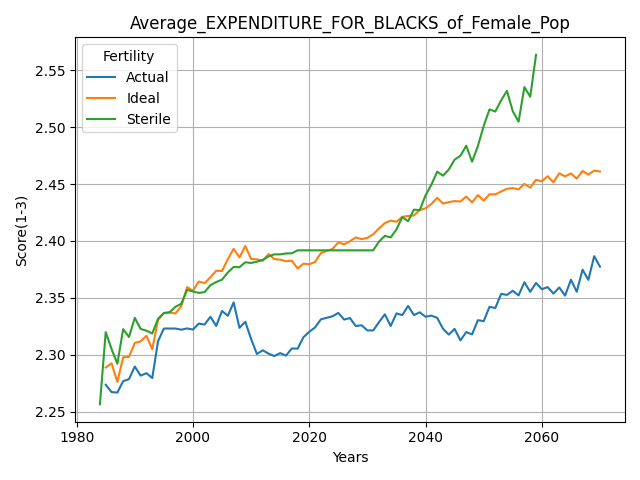 Average_EXPENDITURE_FOR_BLACKS_of_Female_Pop
Fertility
Actual
Ideal
Sterile
Score(1-3)
2.55
2.50
2.45
2.40
2.35
2.30
2.25
1980 2000 2020 2040 2060
Years